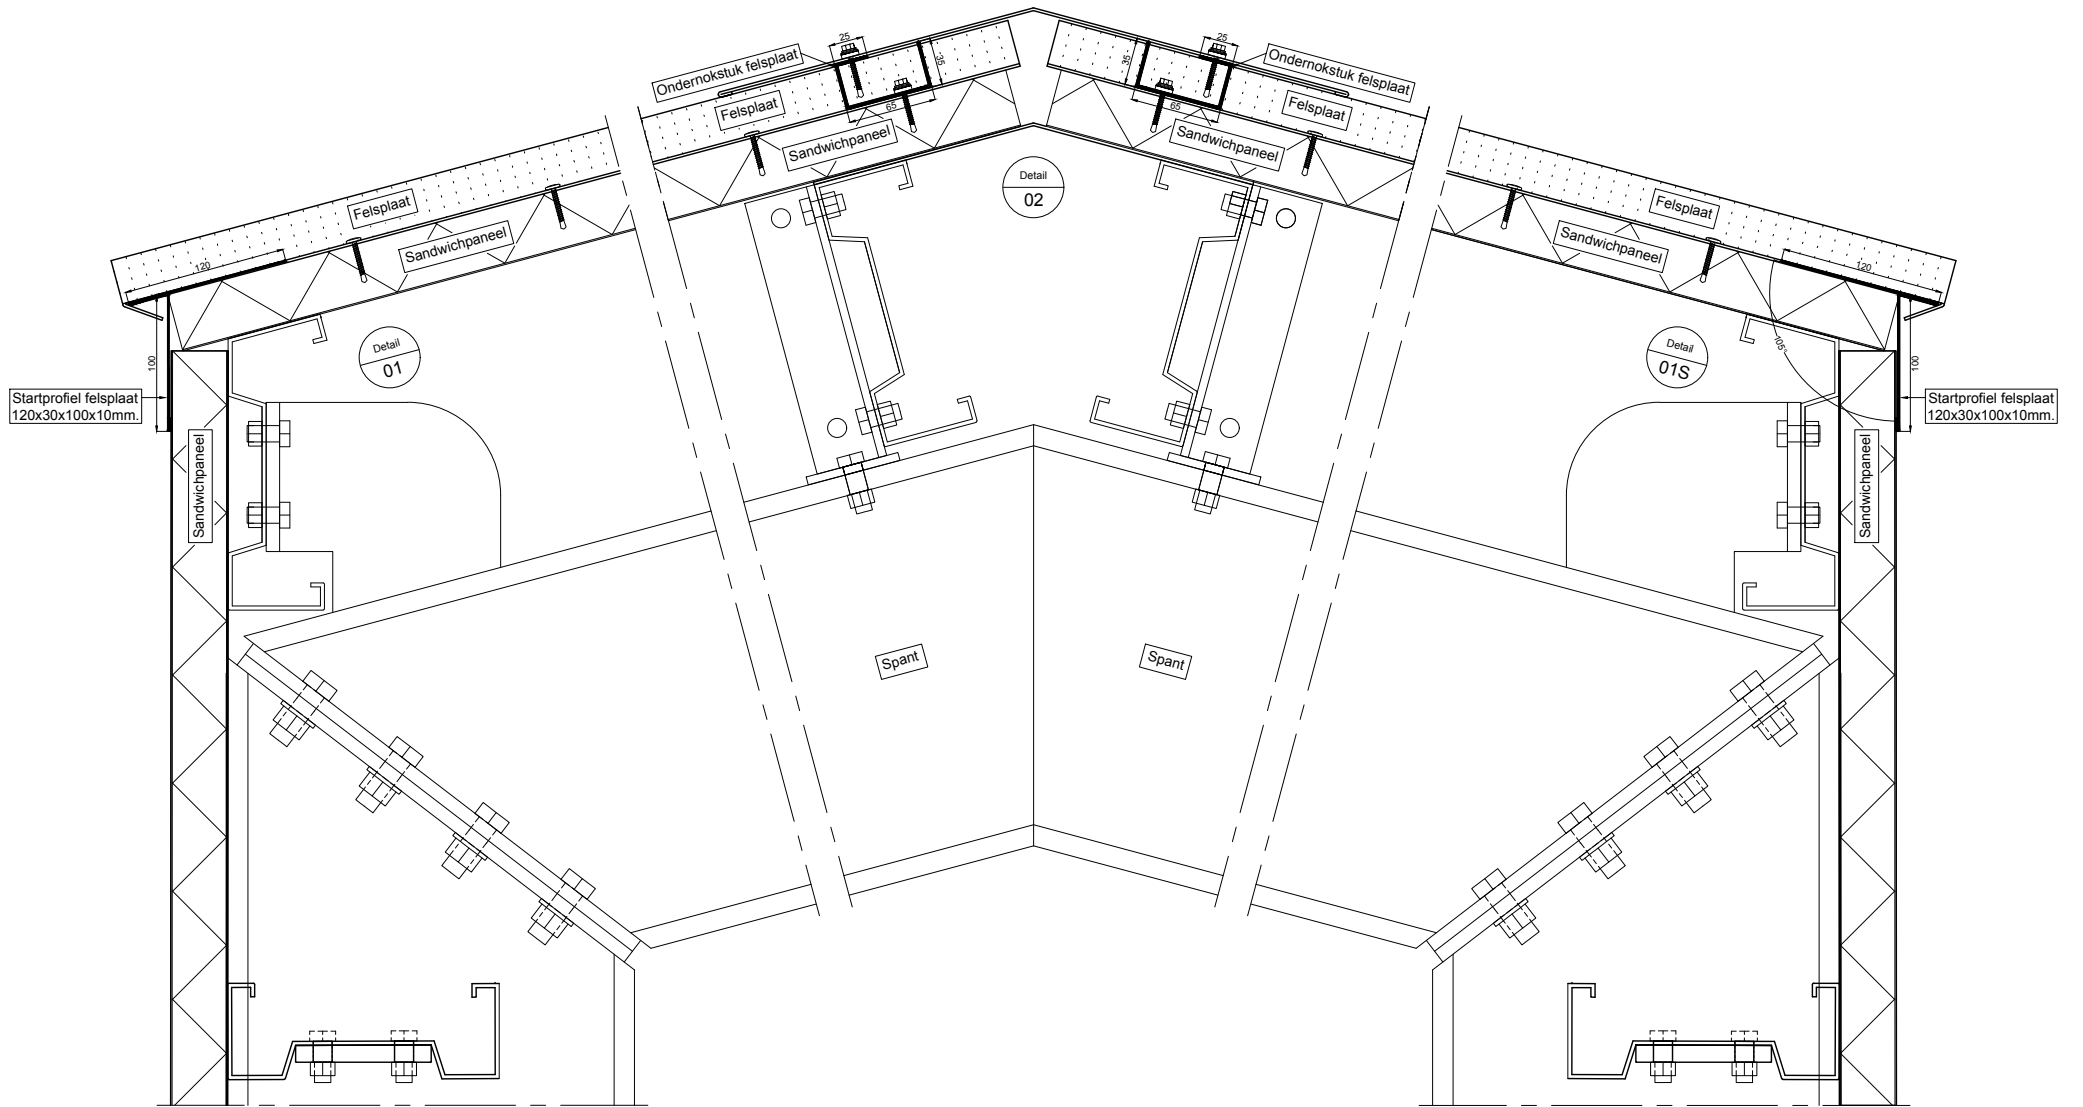 25
25
Ondernokstuk felsplaat
Ondernokstuk felsplaat
35
35
Felsplaat
Felsplaat
65
65
Sandwichpaneel
Sandwichpaneel
Detail
02
Felsplaat
Felsplaat
Sandwichpaneel
Sandwichpaneel
120
120
Detail
01
Detail
01S
105°
100
100
Startprofiel felsplaat
120x30x100x10mm.
Startprofiel felsplaat
120x30x100x10mm.
Sandwichpaneel
Sandwichpaneel
Spant
Spant